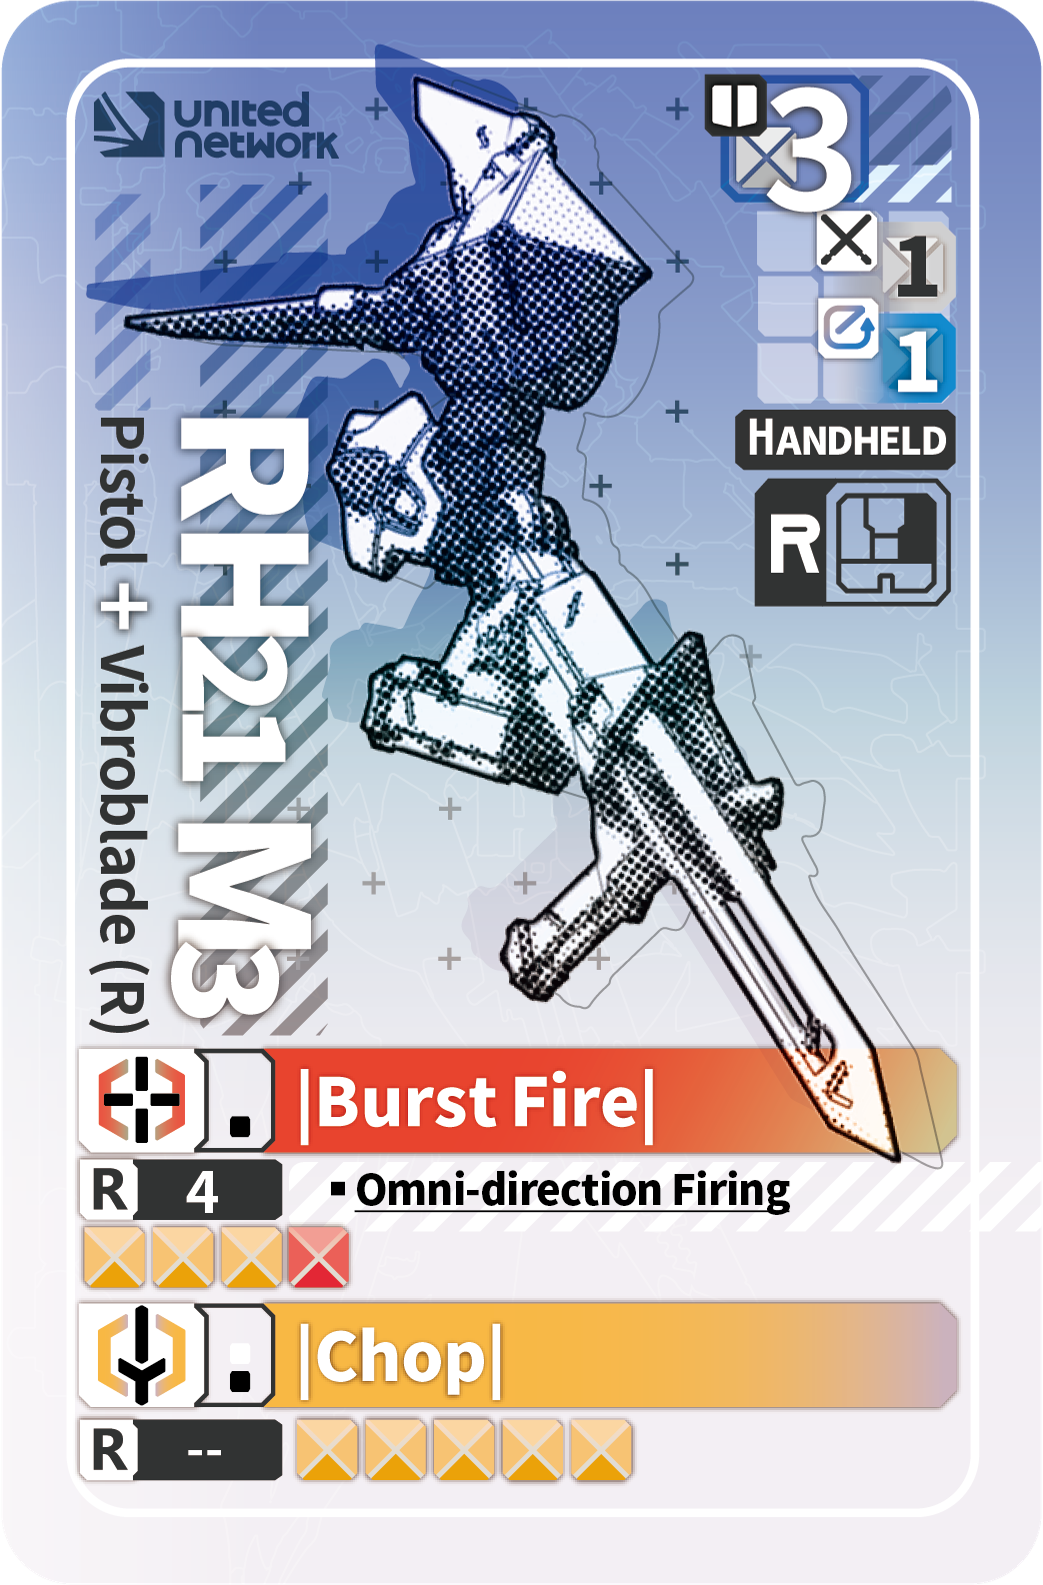 united
network
3
1
1
HANDHELD
R
RH21 M3
Pistol + Vibroblade (R)
|Burst Fire|
R 4
▪ Omni-direction Firing
|Chop|
R --